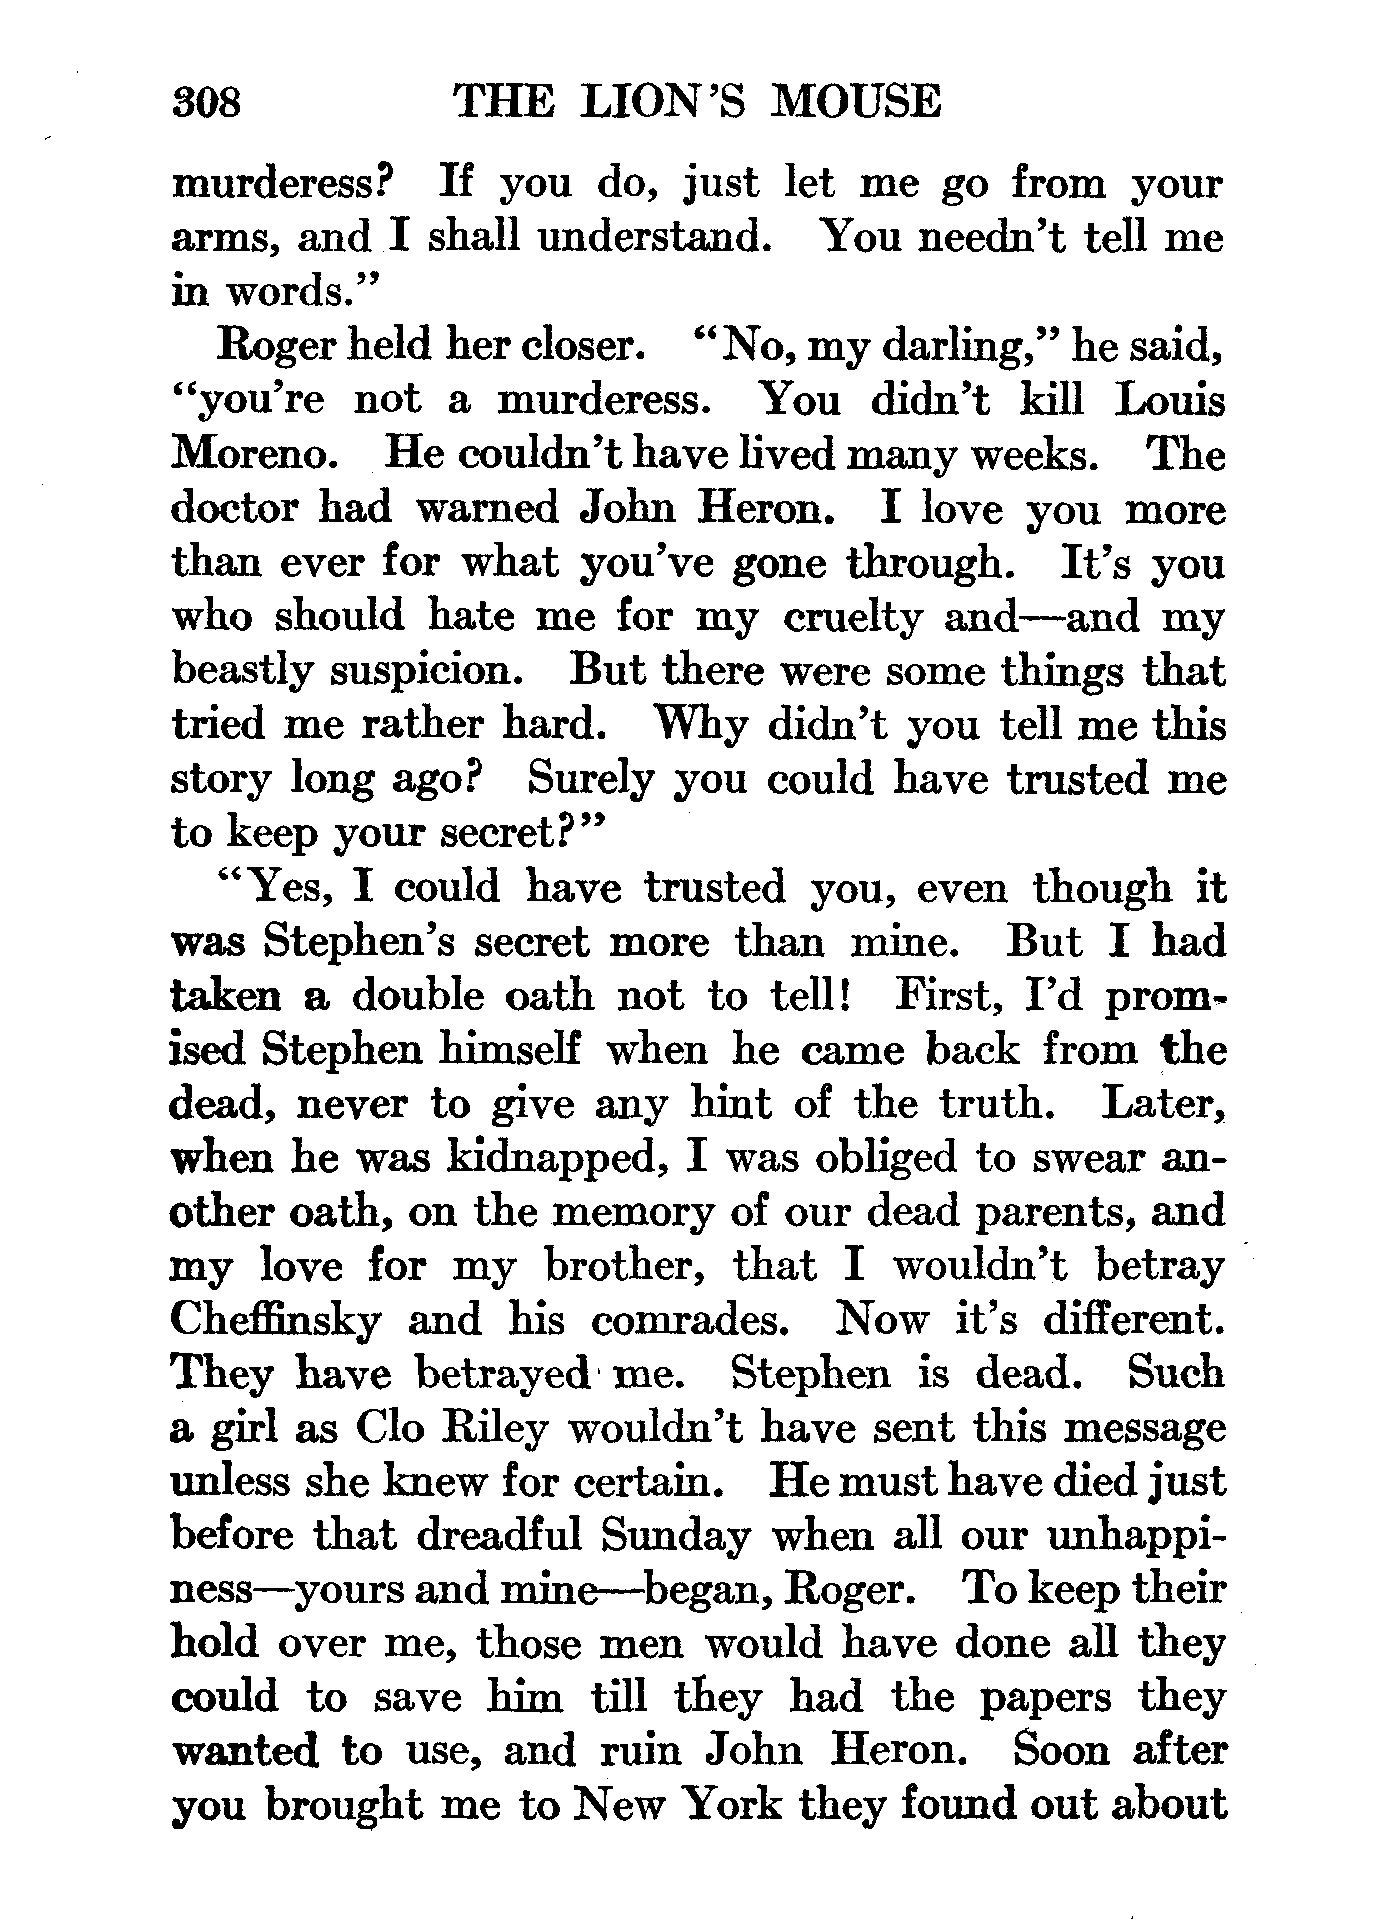 308 THE LION'S MOUSE
murderess? If you do, just let me go from your
arms, and I shall understand. You needn't tell me
in words."
Roger held her closer. "No, my darling," he said,
"you're not a murderess. You didn't kill Louis
Moreno. He couldn't have lived many weeks. The
doctor had warned John Heron. I love you more
than ever for what you've gone through. It's you
who should hate me for my cruelty and—and my
beastly suspicion. But there were some things that
tried me rather hard. Why didn't you tell me this
story long ago? Surely you could have trusted me
to keep your secret?"
"Yes, I could have trusted you, even though it
was Stephen's secret more than mine. But I had
taken a double oath not to tell! First, I'd prom-
ised Stephen himself when he came back from the
dead, never to give any hint of the truth. Later,
when he was kidnapped, I was obliged to swear an-
other oath, on the memory of our dead parents, and
my love for my brother, that I wouldn't betray
Cheffinsky and his comrades. Now it's different.
They have betrayed me. Stephen is dead. Such
a girl as Clo Riley wouldn't have sent this message
unless she knew for certain. He must have died just
before that dreadful Sunday when all our unhappi-
ness—yours and mine—began, Roger. To keep their
hold over me, those men would have done all they
could to save him till they had the papers they
wanted to use, and ruin John Heron. Soon after
you brought me to New York they found out about